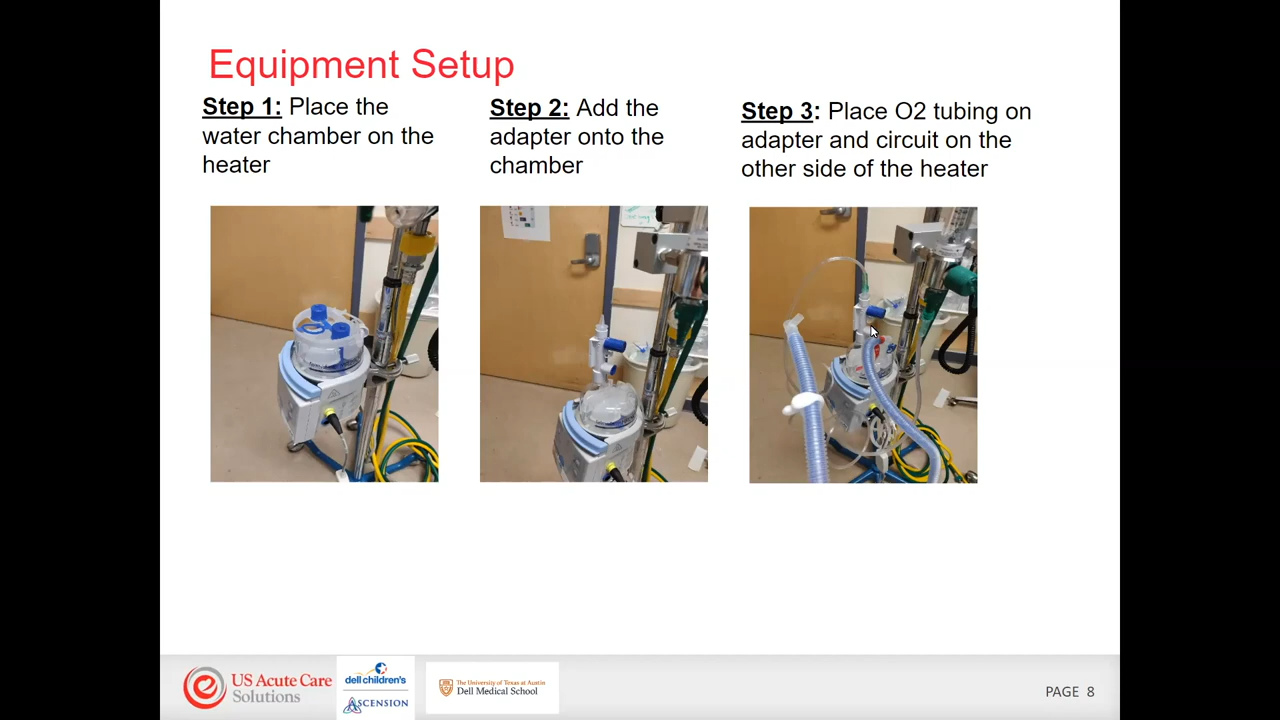 Equipment Setup
Step 1: Place the
water chamber on the
heater
Step 2: Add the
adapter onto the
chamber
Step 3: Place O2 tubing on
adapter and circuit on the
other side of the heater
US Acute Care
Solutions
dell children's
ASCENSION
The University of Texas at Austin
Dell Medical School
PAGE 8